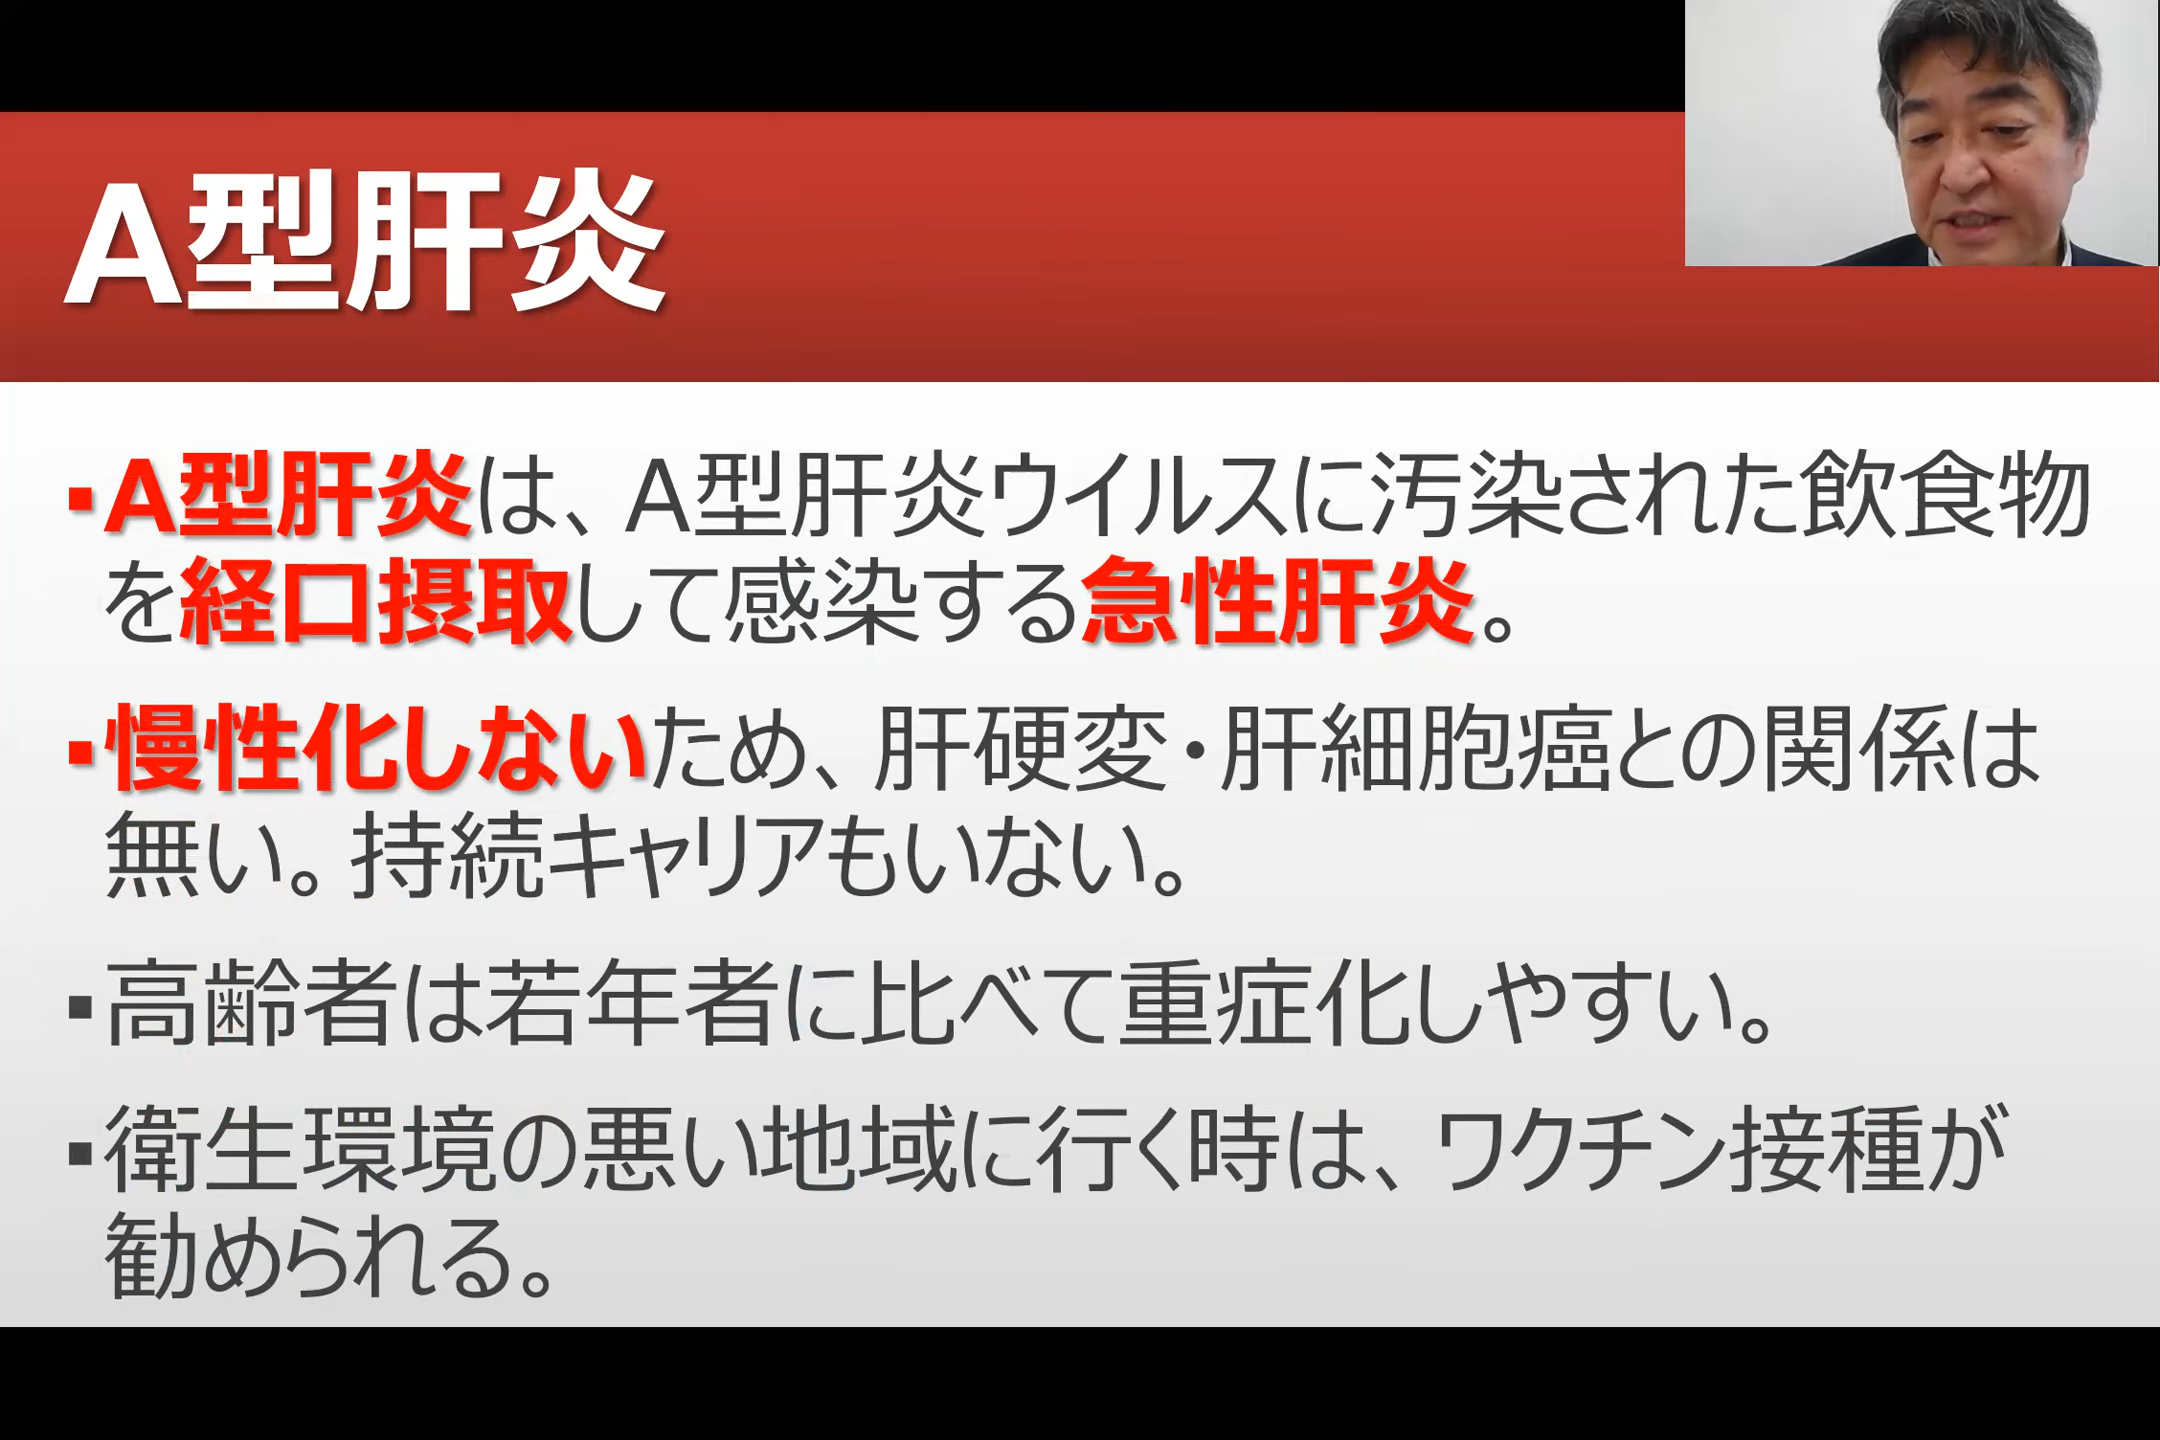 A型肝炎
▪A型肝炎は、A型肝炎ウイルスに汚染された飲食物
を経口摂取して感染する急性肝炎。
▪慢性化しないため、肝硬変・肝細胞癌との関係は
無い。持続キャリアもいない。
▪高齢者は若年者に比べて重症化しやすい。
▪衛生環境の悪い地域に行く時は、ワクチン接種が
勧められる。